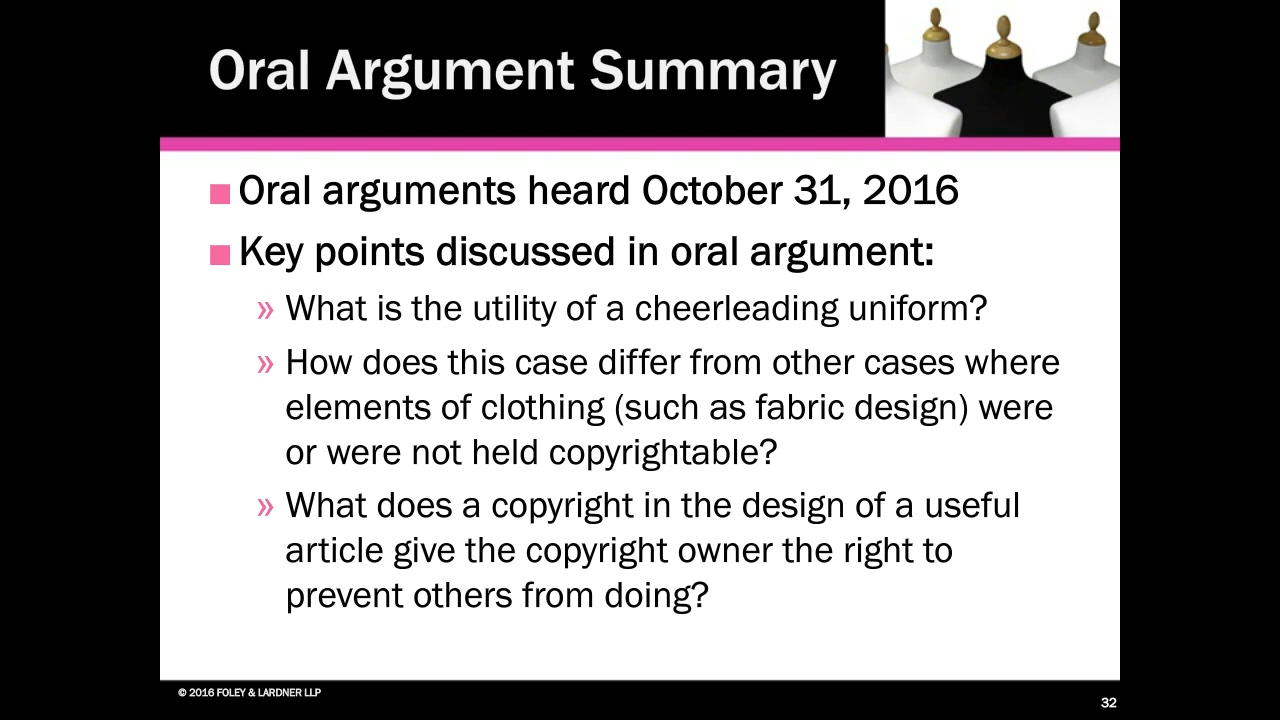 Oral Argument Summary
■ Oral arguments heard October 31, 2016
■ Key points discussed in oral argument:
» What is the utility of a cheerleading uniform?
» How does this case differ from other cases where
elements of clothing (such as fabric design) were
or were not held copyrightable?
» What does a copyright in the design of a useful
article give the copyright owner the right to
prevent others from doing?
© 2016 FOLEY & LARDNER LLP
32